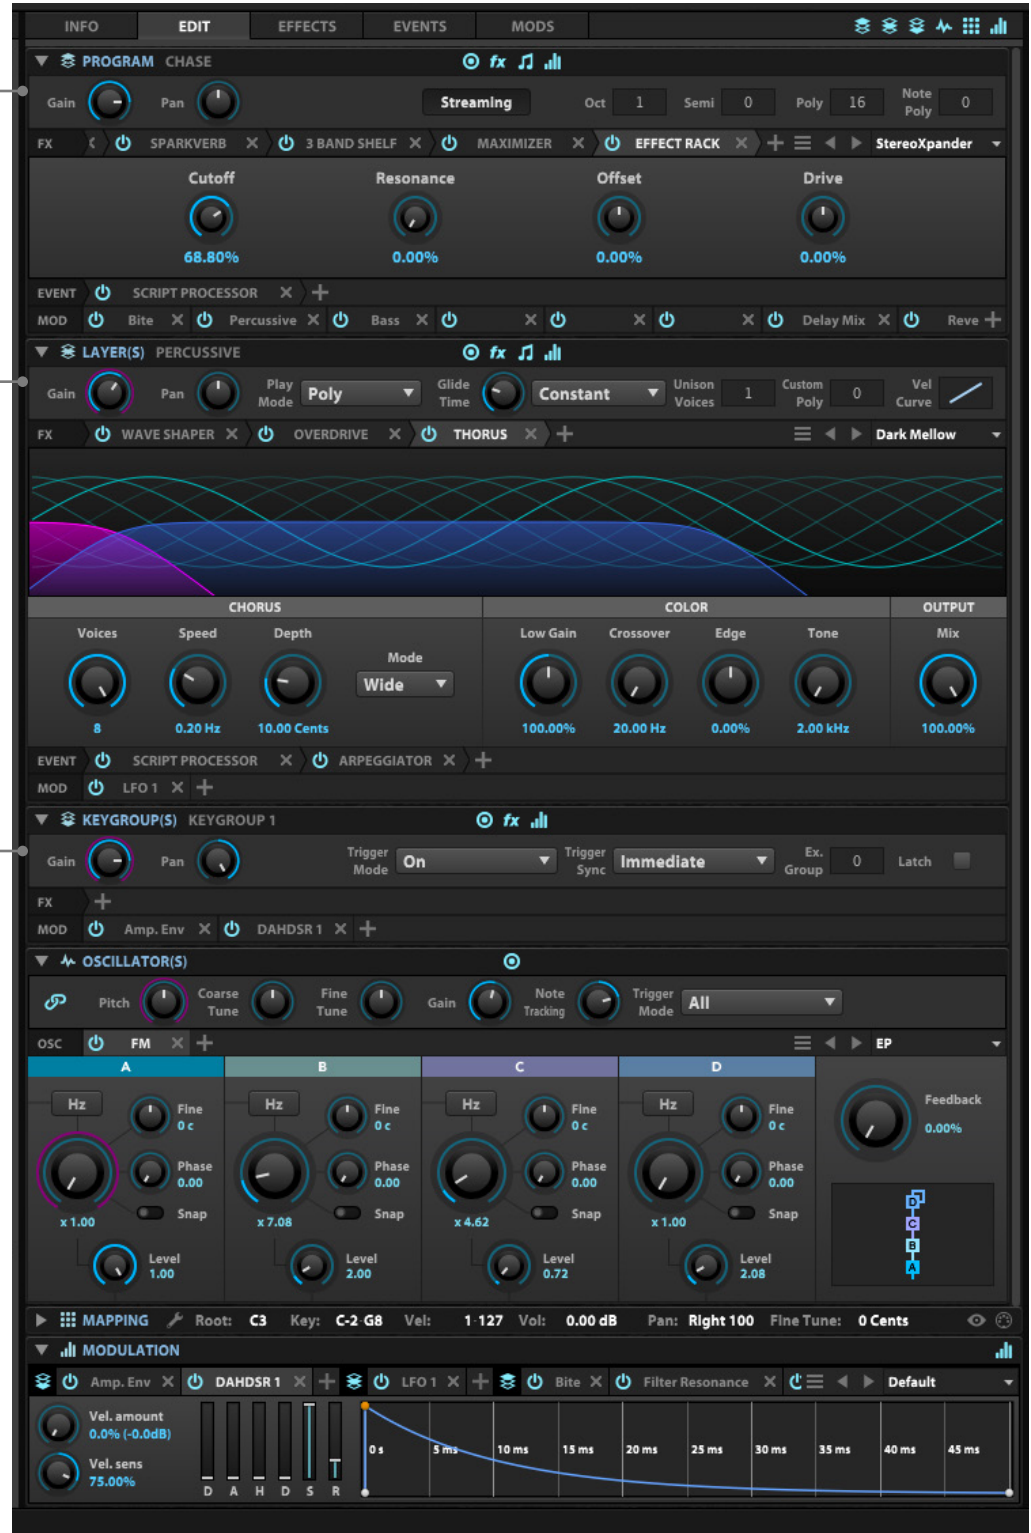 INFO EDIT EFFECTS EVENTS MODS
PROGRAM CHASE fx
Gain Pan Streaming Oct 1 Semi 0 Poly 16 Note Poly 0
FX SPARKVERB 3 BAND SHELF MAXIMIZER EFFECT RACK StereoXpander
Cutoff Resonance Offset Drive
68.80% 0.00% 0.00% 0.00%
EVENT SCRIPT PROCESSOR
MOD Bite Percussive Bass Delay Mix Reve
LAYER(S) PERCUSSIVE fx
Gain Pan Play Mode Poly Glide Time Constant Unison Voices 1 Custom Poly 0 Vel Curve
FX WAVE SHAPER OVERDRIVE THORUS Dark Mellow
CHORUS COLOR OUTPUT
Voices Speed Depth Mode Low Gain Crossover Edge Tone Mix
Wide
8 0.20 Hz 10.00 Cents 100.00% 20.00 Hz 0.00% 2.00 kHz 100.00%
EVENT SCRIPT PROCESSOR ARPEGGIATOR
MOD LFO 1
KEYGROUP(S) KEYGROUP 1 fx
Gain Pan Trigger Mode On Trigger Sync Immediate Ex. Group 0 Latch
FX
MOD Amp. Env DAHDSR 1
OSCILLATOR(S)
Pitch Coarse Tune Fine Tune Gain Note Tracking Trigger Mode All
OSC FM EP
A B C D
Hz Fine 0 c Hz Fine 0 c Hz Fine 0 c Hz Fine 0 c Feedback 0.00%
Phase 0.00 Phase 0.00 Phase 0.00 Phase 0.00
x 1.00 Snap x 7.08 Snap x 4.62 Snap x 1.00 Snap
Level 1.00 Level 2.00 Level 0.72 Level 2.08
D
C
B
A
MAPPING Root: C3 Key: C-2 G8 Vel: 1 127 Vol: 0.00 dB Pan: Right 100 Fine Tune: 0 Cents
MODULATION
Amp. Env DAHDSR 1 LFO 1 Bite Filter Resonance Default
Vel. amount
0.0% (-0.0dB)
Vel. sens
75.00%
D A H D S R
0 s 5 ms 10 ms 15 ms 20 ms 25 ms 30 ms 35 ms 40 ms 45 ms